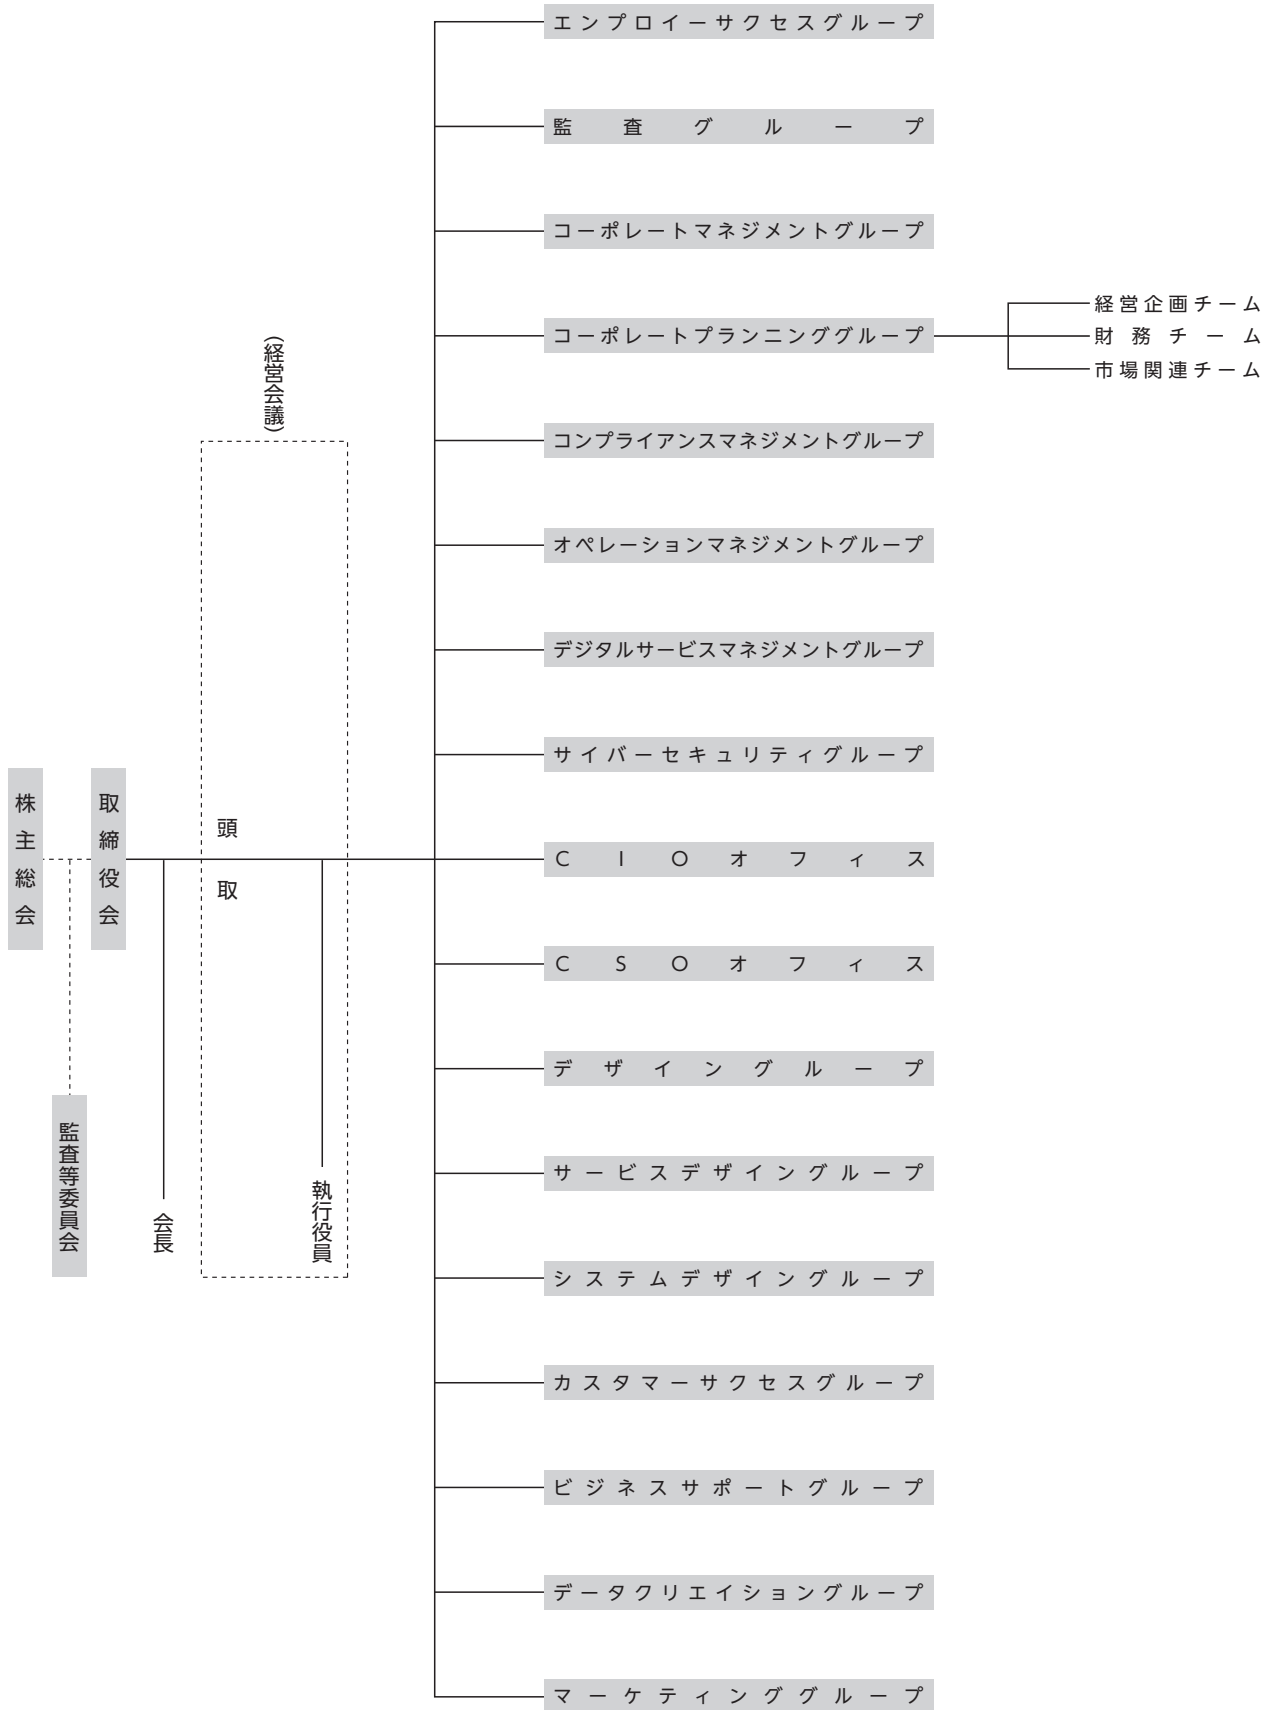 株主総会
取締役会
監査等委員会
会長
(経営会議)
頭取
執行役員
エンプロイーサクセスグループ
監査グループ
コーポレートマネジメントグループ
コーポレートプランニンググループ
経営企画チーム
財務チーム
市場関連チーム
コンプライアンスマネジメントグループ
オペレーションマネジメントグループ
デジタルサービスマネジメントグループ
サイバーセキュリティグループ
CIOオフィス
CSOオフィス
デザイングループ
サービスデザイングループ
システムデザイングループ
カスタマーサクセスグループ
ビジネスサポートグループ
データクリエイショングループ
マーケティンググループ